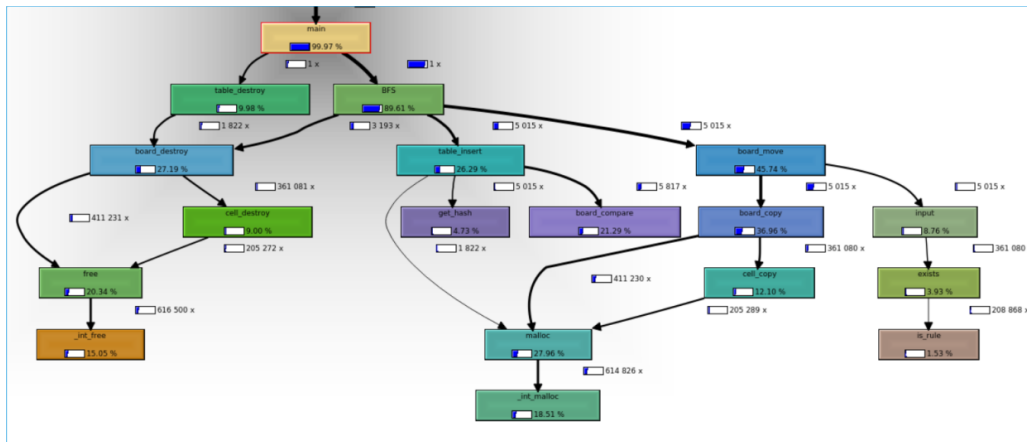 main
99.97 %
1 x
1 x
table_destroy
9.98 %
BFS
89.61 %
1 822 x
3 193 x
5 015 x
5 015 x
board_destroy
27.19 %
table_insert
26.29 %
board_move
45.74 %
361 081 x
5 015 x
5 817 x
5 015 x
5 015 x
411 231 x
cell_destroy
9.00 %
get_hash
4.73 %
board_compare
21.29 %
board_copy
36.96 %
input
8.76 %
205 272 x
1 822 x
361 080 x
361 080
free
20.34 %
411 230 x
cell_copy
12.10 %
exists
3.93 %
616 500 x
205 289 x
208 868 x
_int_free
15.05 %
malloc
27.96 %
is_rule
1.53 %
614 826 x
_int_malloc
18.51 %